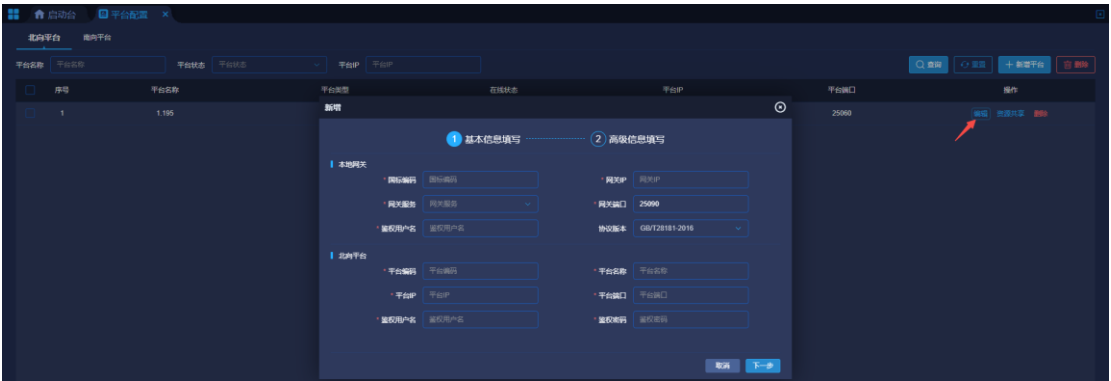 启动台 平台配置 ×
北向平台 南向平台
平台名称 平台名称 平台状态 平台状态 平台IP 平台IP 查询 重置 + 新增平台 删除
序号 平台名称 平台类型 在线状态 平台IP 平台端口 操作
1 1.195 25060 编辑 资源共享 删除
新增
1 基本信息填写 2 高级信息填写
本地网关
* 国标编码 国标编码 * 网关IP 网关IP
* 网关服务 网关服务 * 网关端口 25090
* 鉴权用户名 鉴权用户名 协议版本 GB/T28181-2016
北向平台
* 平台编码 平台编码 * 平台名称 平台名称
* 平台IP 平台IP * 平台端口 平台端口
* 鉴权用户名 鉴权用户名 * 鉴权密码 鉴权密码
取消 下一步